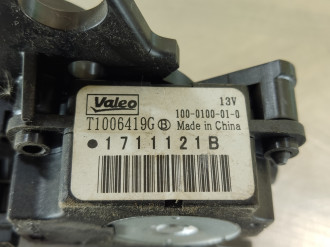 Valeo 13V
100-0100-01-0
T1006419G Ⓑ Made in China
•1711121B